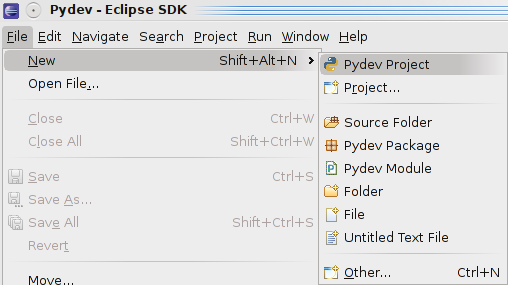 Pydev - Eclipse SDK
File Edit Navigate Search Project Run Window Help
New Shift+Alt+N
Open File...
Close Ctrl+W
Close All Shift+Ctrl+W
Save Ctrl+S
Save As...
Save All Shift+Ctrl+S
Revert
Move...
Pydev Project
Project...
Source Folder
Pydev Package
Pydev Module
Folder
File
Untitled Text File
Other... Ctrl+N